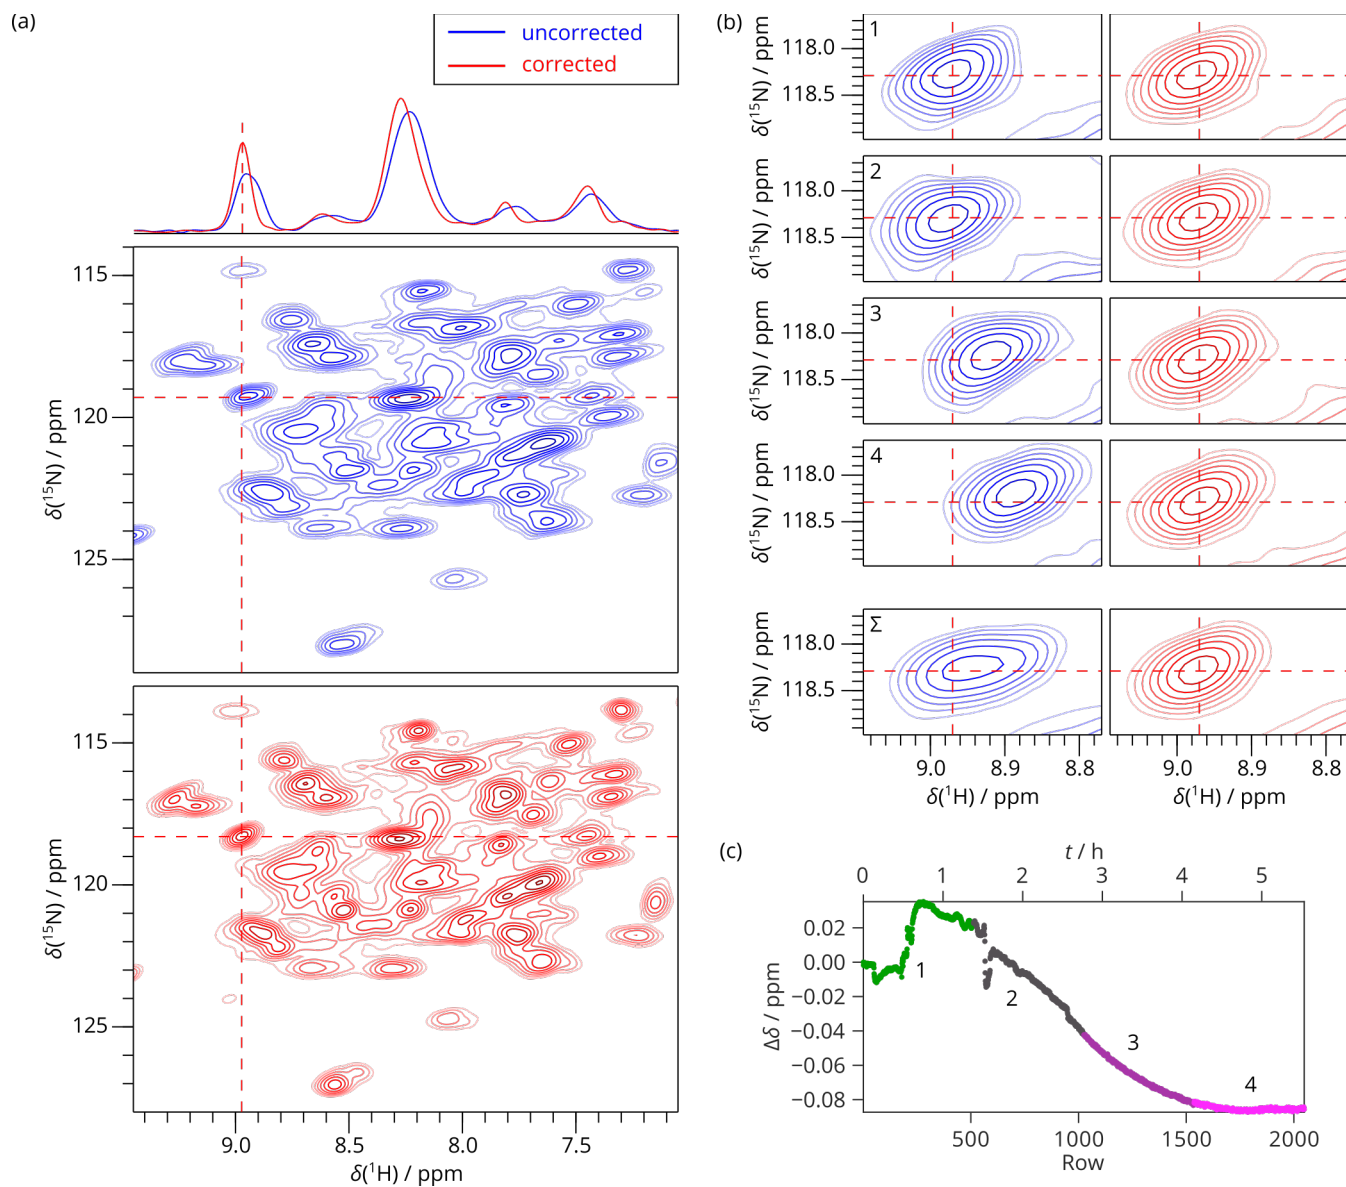 (a)
uncorrected
corrected
115
120
125
δ(¹⁵N) / ppm
115
120
125
δ(¹⁵N) / ppm
9.0 8.5 8.0 7.5
δ(¹H) / ppm
(b)
1
118.0
118.5
δ(¹⁵N) / ppm
2
118.0
118.5
δ(¹⁵N) / ppm
3
118.0
118.5
δ(¹⁵N) / ppm
4
118.0
118.5
δ(¹⁵N) / ppm
Σ
118.0
118.5
δ(¹⁵N) / ppm
9.0 8.9 8.8
9.0 8.9 8.8
δ(¹H) / ppm
δ(¹H) / ppm
(c)
t / h
0 1 2 3 4 5
0.02
0.00
−0.02
−0.04
−0.06
−0.08
Δδ / ppm
1
2
3
4
500 1000 1500 2000
Row